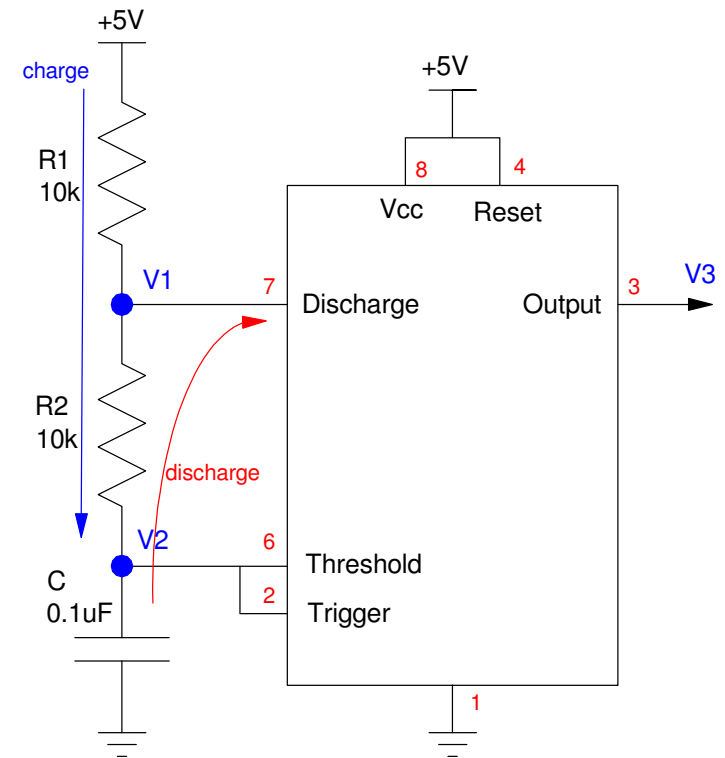 +5V
charge
+5V
R1
10k
8
4
Vcc
Reset
V1
7
3
V3
Discharge
Output
R2
10k
discharge
V2
6
Threshold
C
0.1uF
2
Trigger
1